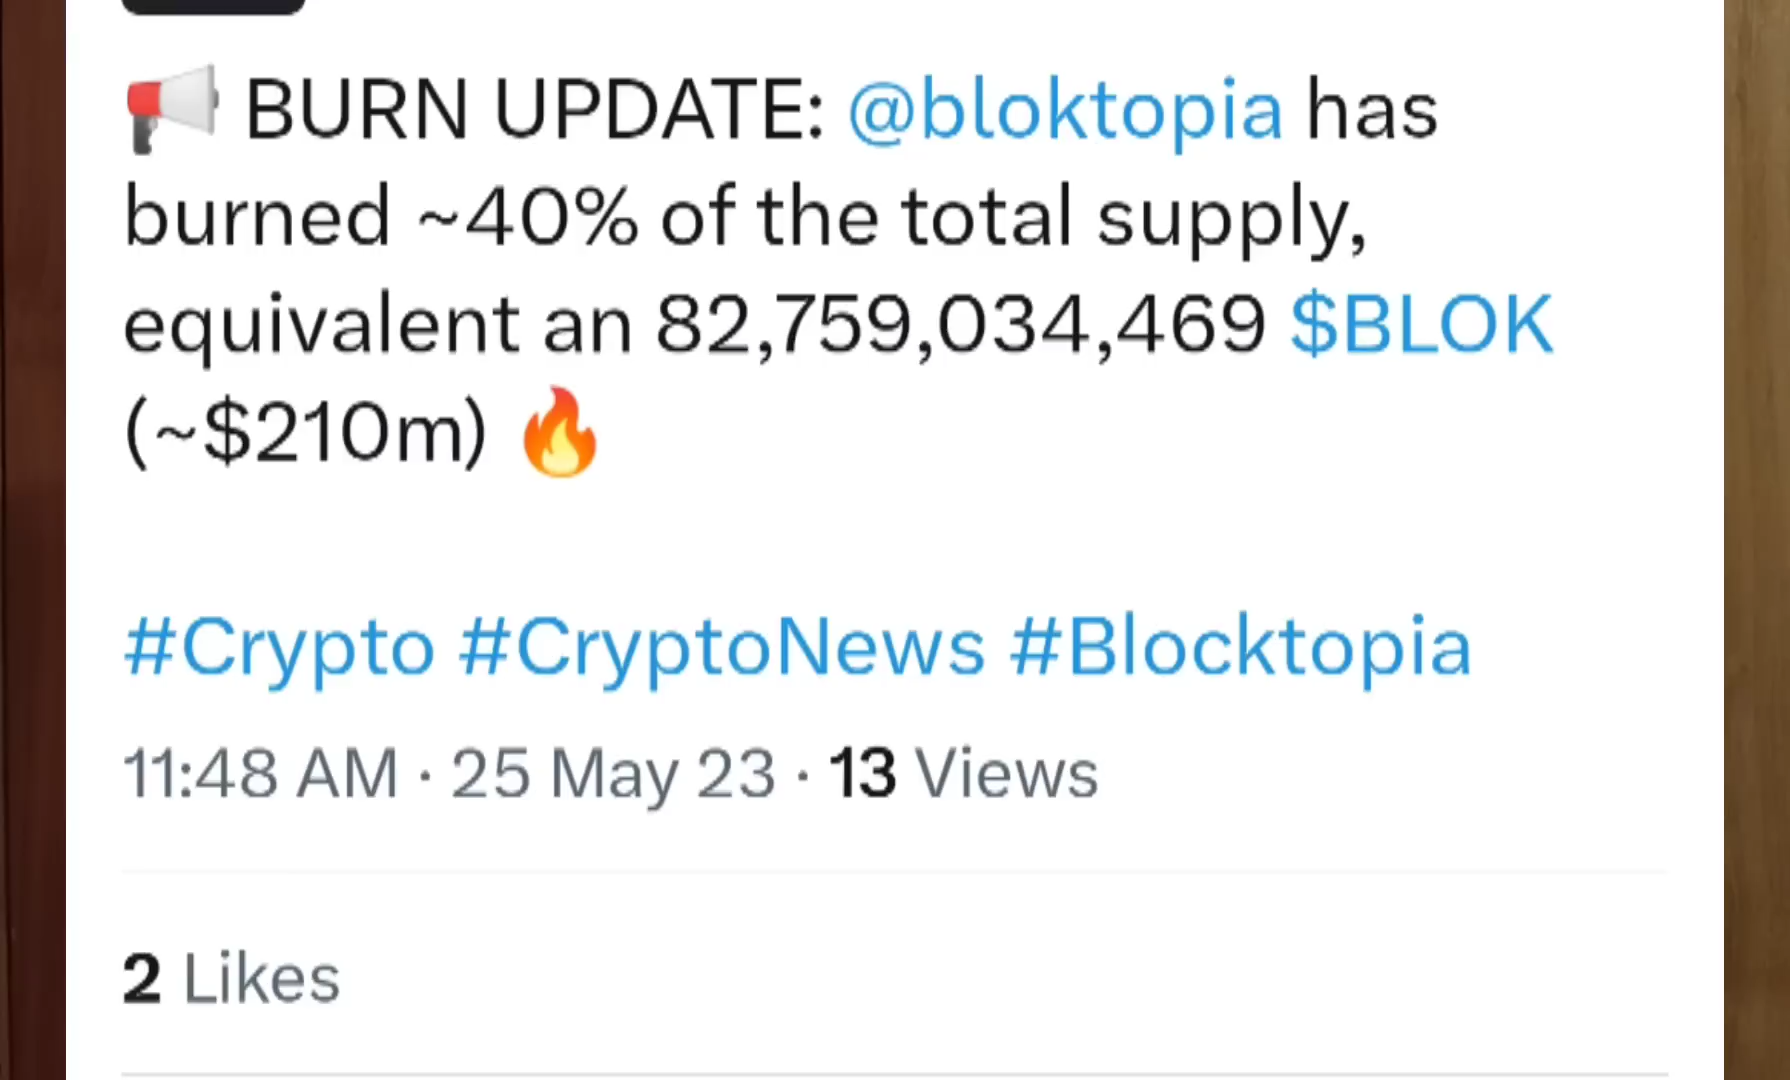 📢 BURN UPDATE: @bloktopia has
burned ~40% of the total supply,
equivalent an 82,759,034,469 $BLOK
(~$210m) 🔥
#Crypto #CryptoNews #Blocktopia
11:48 AM · 25 May 23 · 13 Views
2 Likes